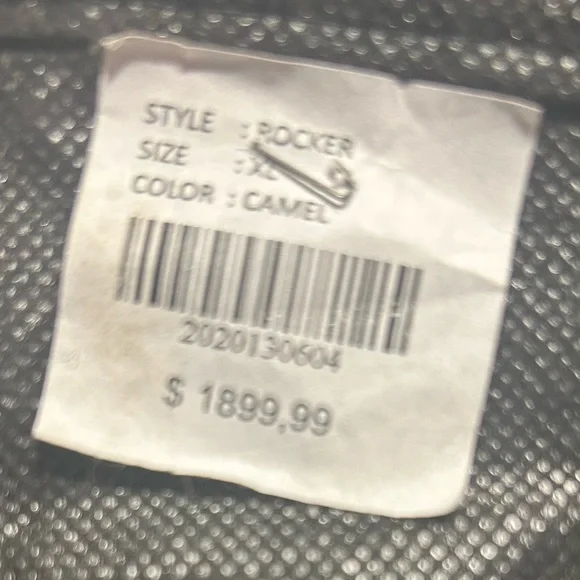 STYLE : ROCKER
SIZE : XL
COLOR : CAMEL
2020130604
$ 1899,99